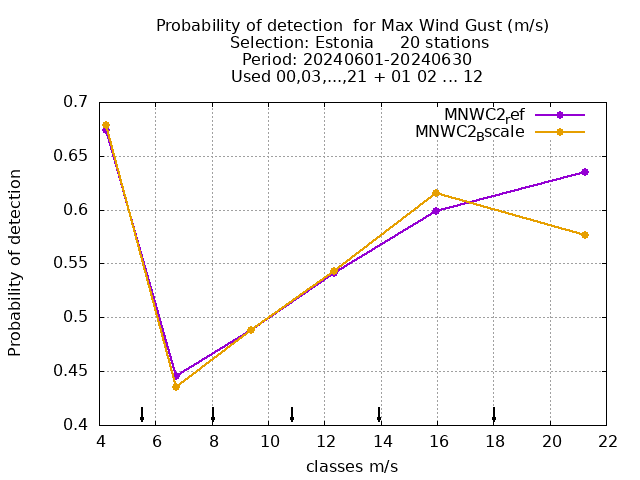 Probability of detection  for Max Wind Gust (m/s)
Selection: Estonia     20 stations
Period: 20240601-20240630
Used 00,03,...,21 + 01 02 ... 12
MNWC2ref
MNWC2Bscale
Probability of detection
0.7
0.65
0.6
0.55
0.5
0.45
0.4
4 6 8 10 12 14 16 18 20 22
classes m/s